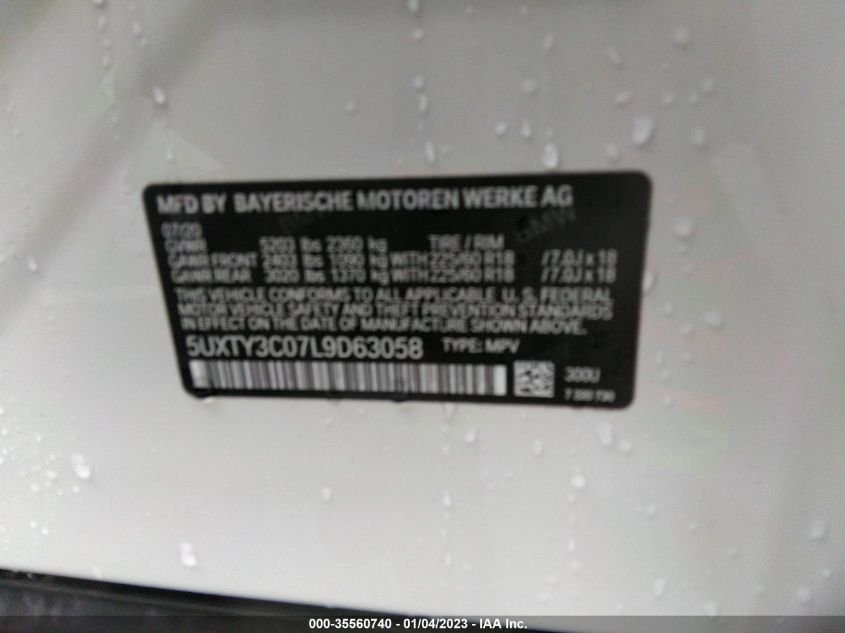 MFD BY BAYERISCHE MOTOREN WERKE AG
07/20
GVWR 5203 lbs 2360 kg TIRE / RIM
GAWR FRONT 2403 lbs 1090 kg WITH 225/60 R18 / 7.0J x 18
GAWR REAR 3020 lbs 1370 kg WITH 225/60 R18 / 7.0J x 18
THIS VEHICLE CONFORMS TO ALL APPLICABLE U. S. FEDERAL
MOTOR VEHICLE SAFETY AND THEFT PREVENTION STANDARDS
IN EFFECT ON THE DATE OF MANUFACTURE SHOWN ABOVE.
5UXTY3C07L9D63058 TYPE: MPV
300U
000-35560740 - 01/04/2023 - IAA Inc.